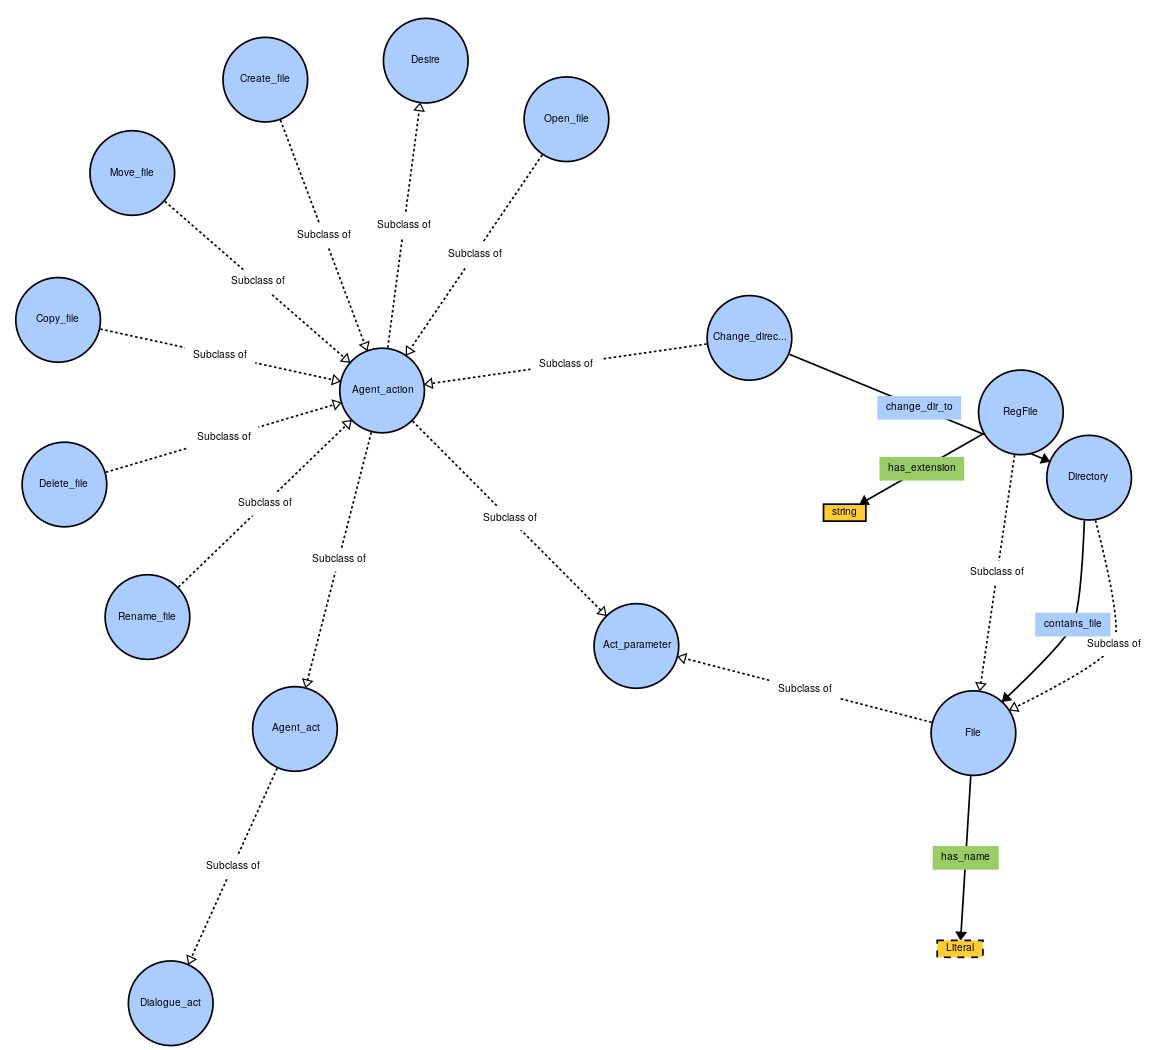 Desire
Create_file
Open_file
Move_file
Subclass of
Subclass of
Subclass of
Subclass of
Copy_file
Change_direc...
Subclass of
Subclass of
Agent_action
change_dir_to
RegFile
Subclass of
has_extension
Directory
Delete_file
Subclass of
string
Subclass of
Subclass of
Subclass of
Rename_file
contains_file
Act_parameter
Subclass of
Subclass of
Agent_act
File
has_name
Subclass of
Literal
Dialogue_act